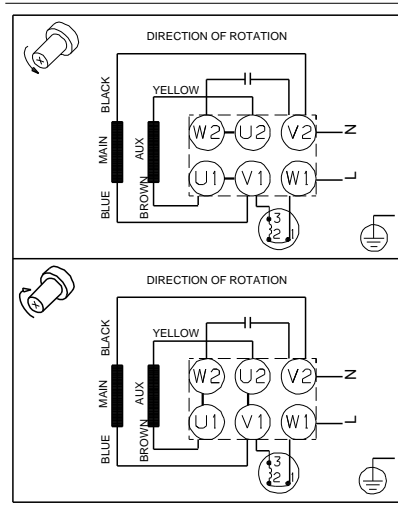 DIRECTION OF ROTATION
BLACK
YELLOW
MAIN
AUX
W2 U2 V2 N
U1 V1 W1 L
BLUE
BROWN
3
2 1
DIRECTION OF ROTATION
BLACK
YELLOW
MAIN
AUX
W2 U2 V2 N
U1 V1 W1 L
BLUE
BROWN
3
2 1